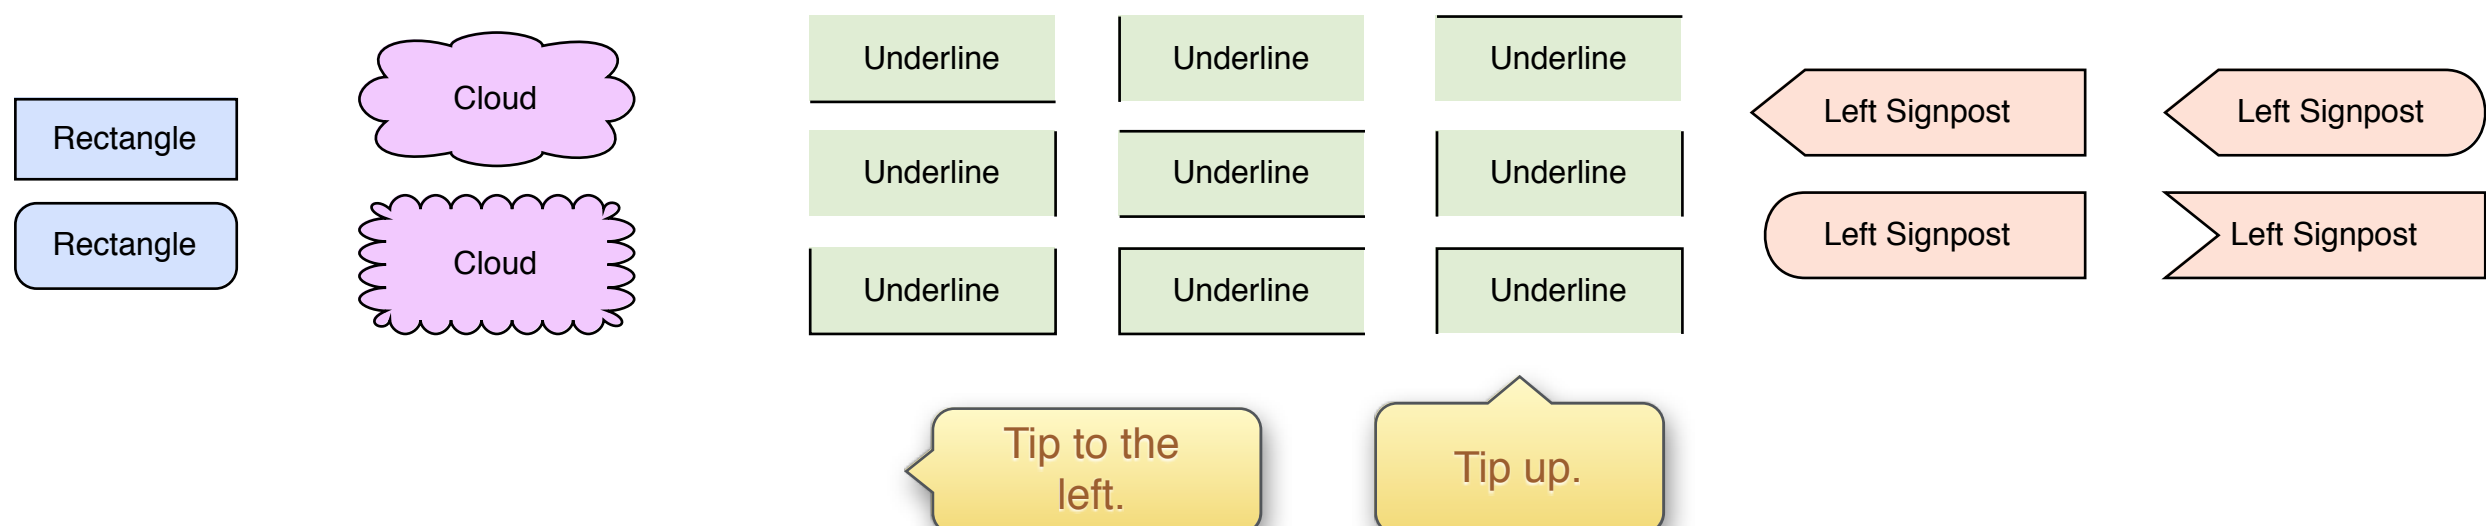 Rectangle
Rectangle
Cloud
Cloud
Underline
Underline
Underline
Underline
Underline
Underline
Underline
Underline
Underline
Left Signpost
Left Signpost
Left Signpost
Left Signpost
Tip to the
left.
Tip up.